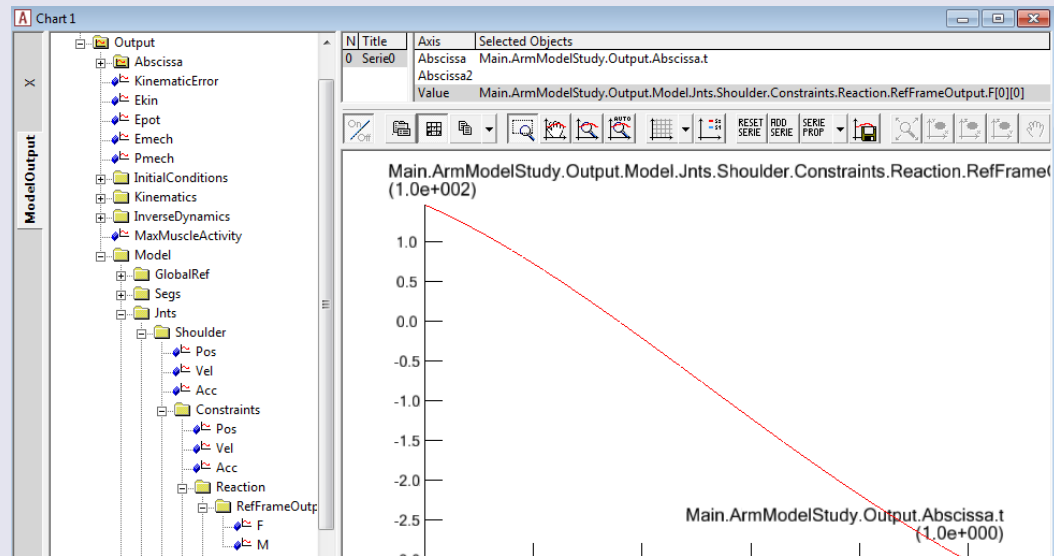 Chart 1
ModelOutput
X
Output
Abscissa
KinematicError
Ekin
Epot
Emech
Pmech
InitialConditions
Kinematics
InverseDynamics
MaxMuscleActivity
Model
GlobalRef
Segs
Jnts
Shoulder
Pos
Vel
Acc
Constraints
Pos
Vel
Acc
Reaction
RefFrameOutp
F
M
N Title Axis Selected Objects
0 Serie0 Abscissa Main.ArmModelStudy.Output.Abscissa.t
Abscissa2
Value Main.ArmModelStudy.Output.Model.Jnts.Shoulder.Constraints.Reaction.RefFrameOutput.F[0][0]
On/Off AUTO RESET SERIE ADD SERIE SERIE PROP
Main.ArmModelStudy.Output.Model.Jnts.Shoulder.Constraints.Reaction.RefFrame
(1.0e+002)
1.0
0.5
0.0
-0.5
-1.0
-1.5
-2.0
-2.5
Main.ArmModelStudy.Output.Abscissa.t
(1.0e+000)